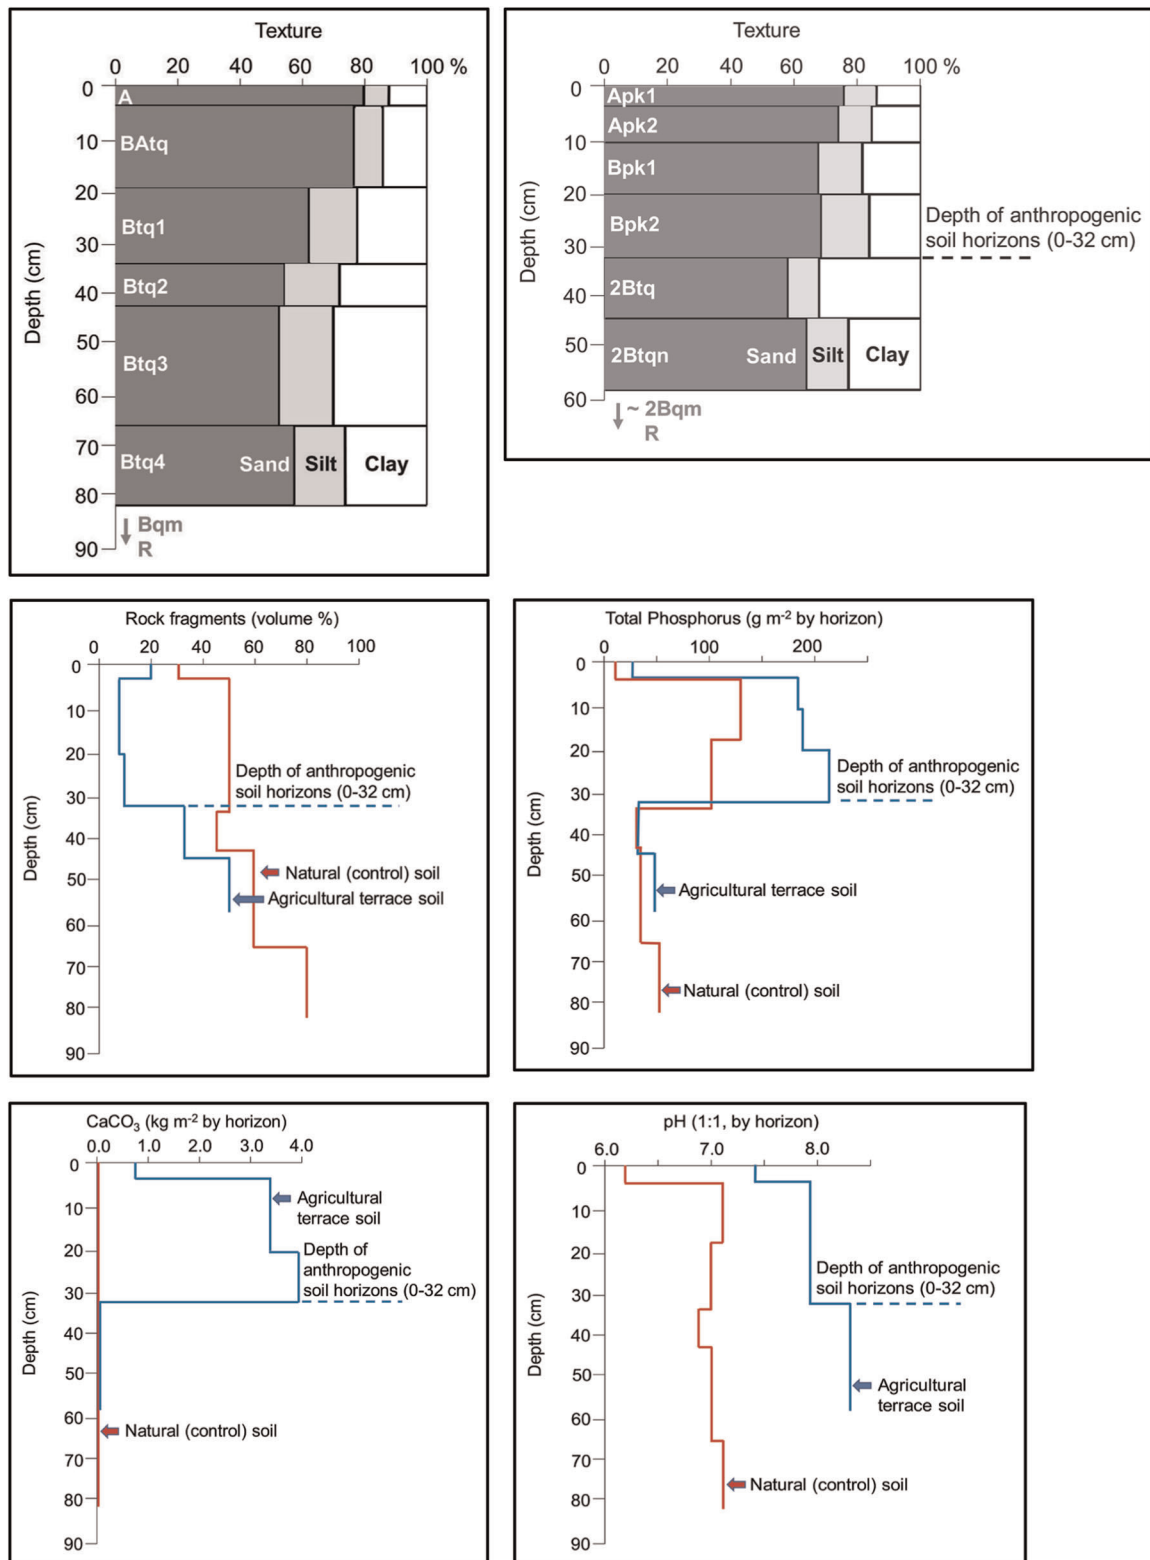 Texture
0 20 40 60 80 100 %
0
10
20
30
40
50
60
70
80
90
Depth (cm)
A
BAtq
Btq1
Btq2
Btq3
Btq4
Sand Silt Clay
Bqm
R
Texture
0 20 40 60 80 100 %
0
10
20
30
40
50
60
Depth (cm)
Apk1
Apk2
Bpk1
Bpk2
2Btq
2Btqn
Sand Silt Clay
~ 2Bqm
R
Depth of anthropogenic
soil horizons (0-32 cm)
Rock fragments (volume %)
0 20 40 60 80 100
0
10
20
30
40
50
60
70
80
90
Depth (cm)
Depth of anthropogenic
soil horizons (0-32 cm)
Natural (control) soil
Agricultural terrace soil
Total Phosphorus (g m-2 by horizon)
0 100 200
0
10
20
30
40
50
60
70
80
90
Depth (cm)
Depth of anthropogenic
soil horizons (0-32 cm)
Agricultural terrace soil
Natural (control) soil
CaCO3 (kg m-2 by horizon)
0.0 1.0 2.0 3.0 4.0
0
10
20
30
40
50
60
70
80
90
Depth (cm)
Agricultural
terrace soil
Depth of
anthropogenic
soil horizons (0-32 cm)
Natural (control) soil
pH (1:1, by horizon)
6.0 7.0 8.0
0
10
20
30
40
50
60
70
80
90
Depth (cm)
Depth of anthropogenic
soil horizons (0-32 cm)
Agricultural
terrace soil
Natural (control) soil